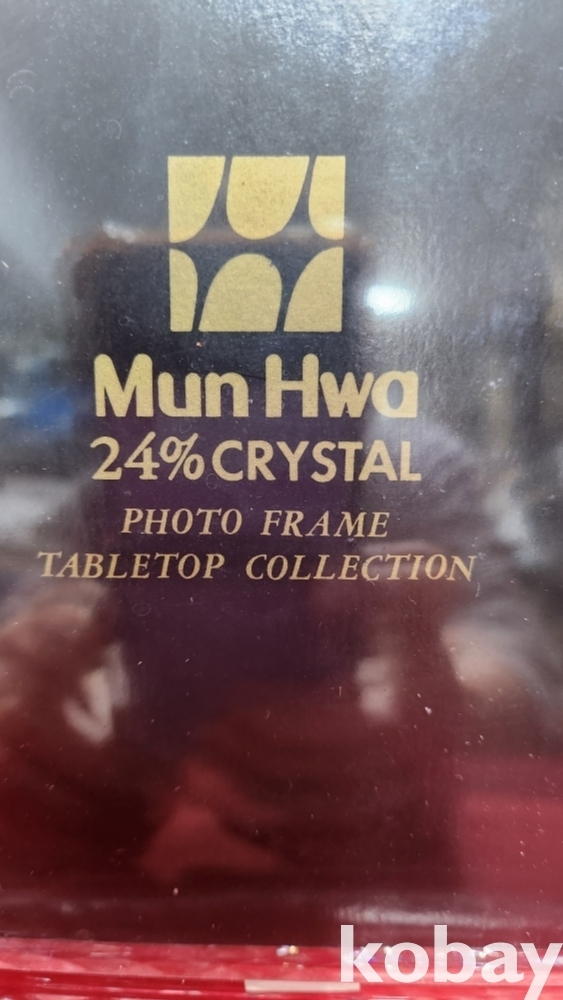 Mun Hwa
24% CRYSTAL
PHOTO FRAME
TABLETOP COLLECTION
kobay